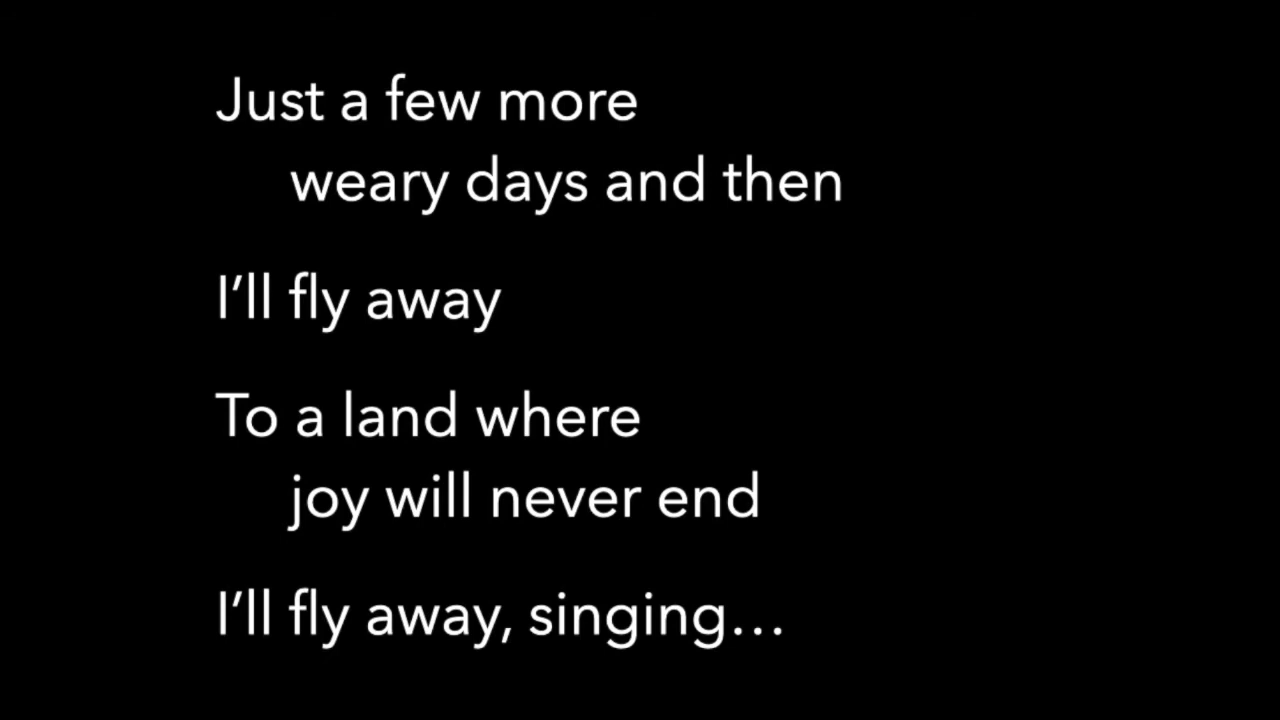 Just a few more
weary days and then
I’ll fly away
To a land where
joy will never end
I’ll fly away, singing…